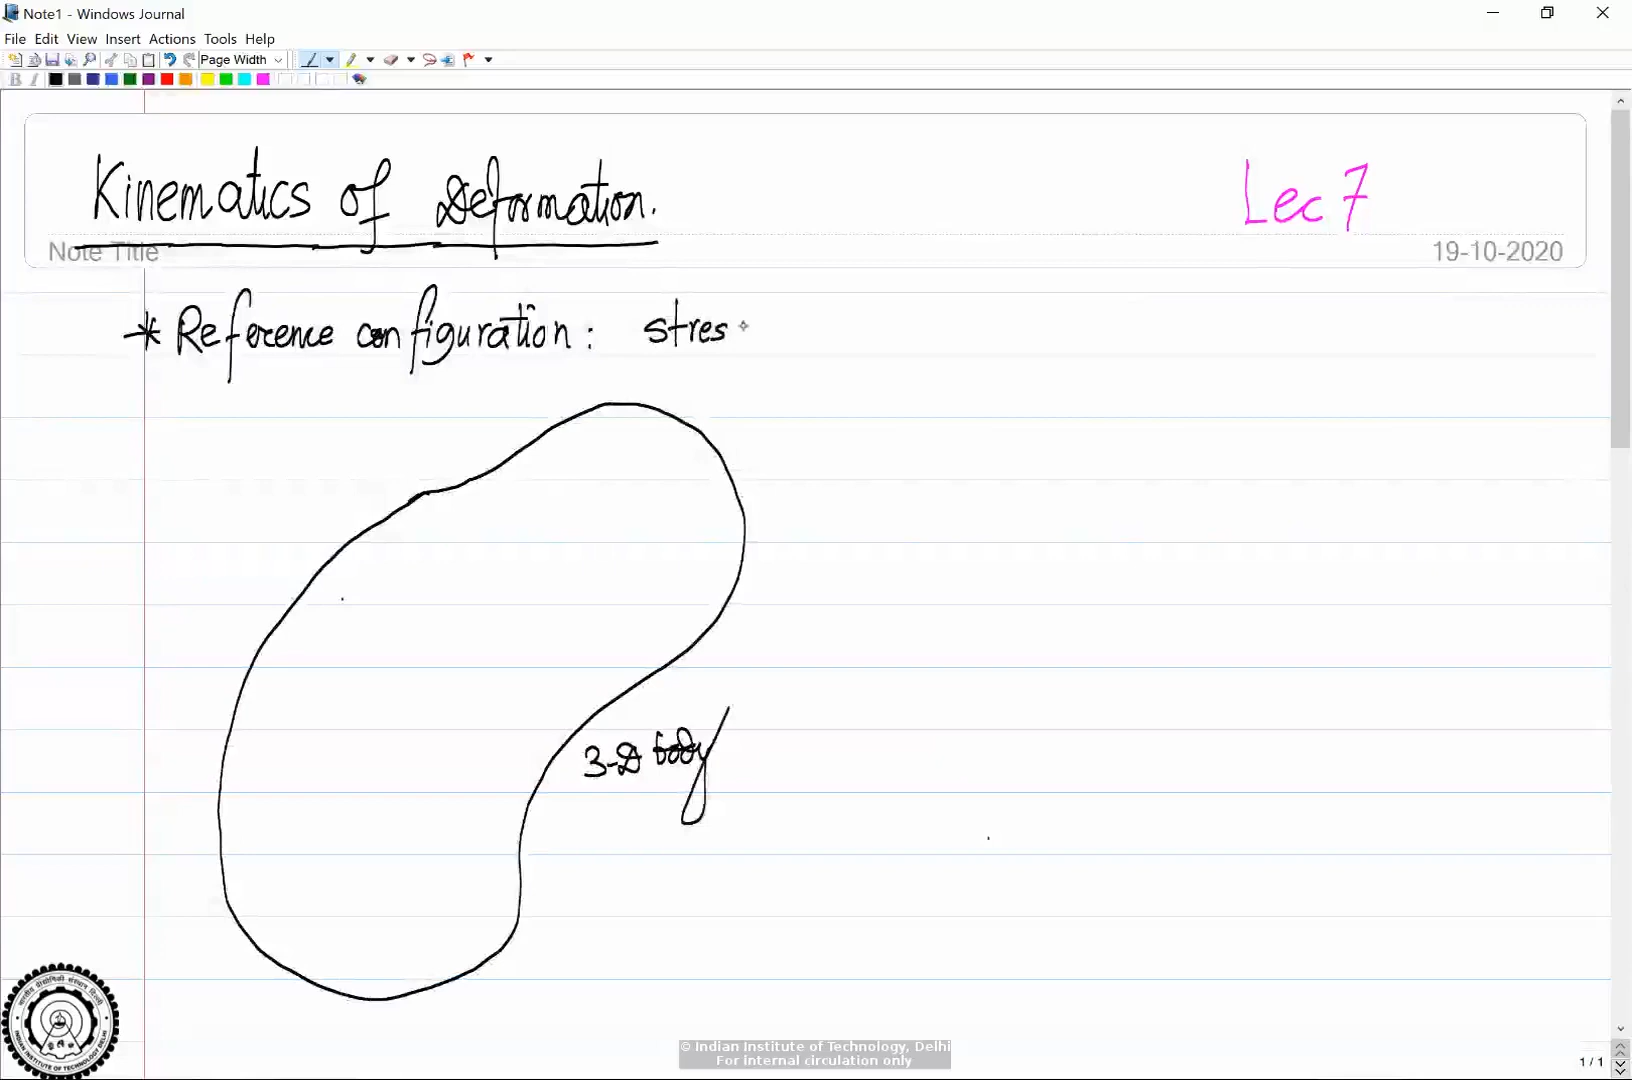 Note1 - Windows Journal
File Edit View Insert Actions Tools Help
Page Width
B I
Kinematics of Deformation.
Lec 7
Note Title
19-10-2020
* Reference configuration: stres
3-D body
© Indian Institute of Technology, Delhi
For internal circulation only
1 / 1